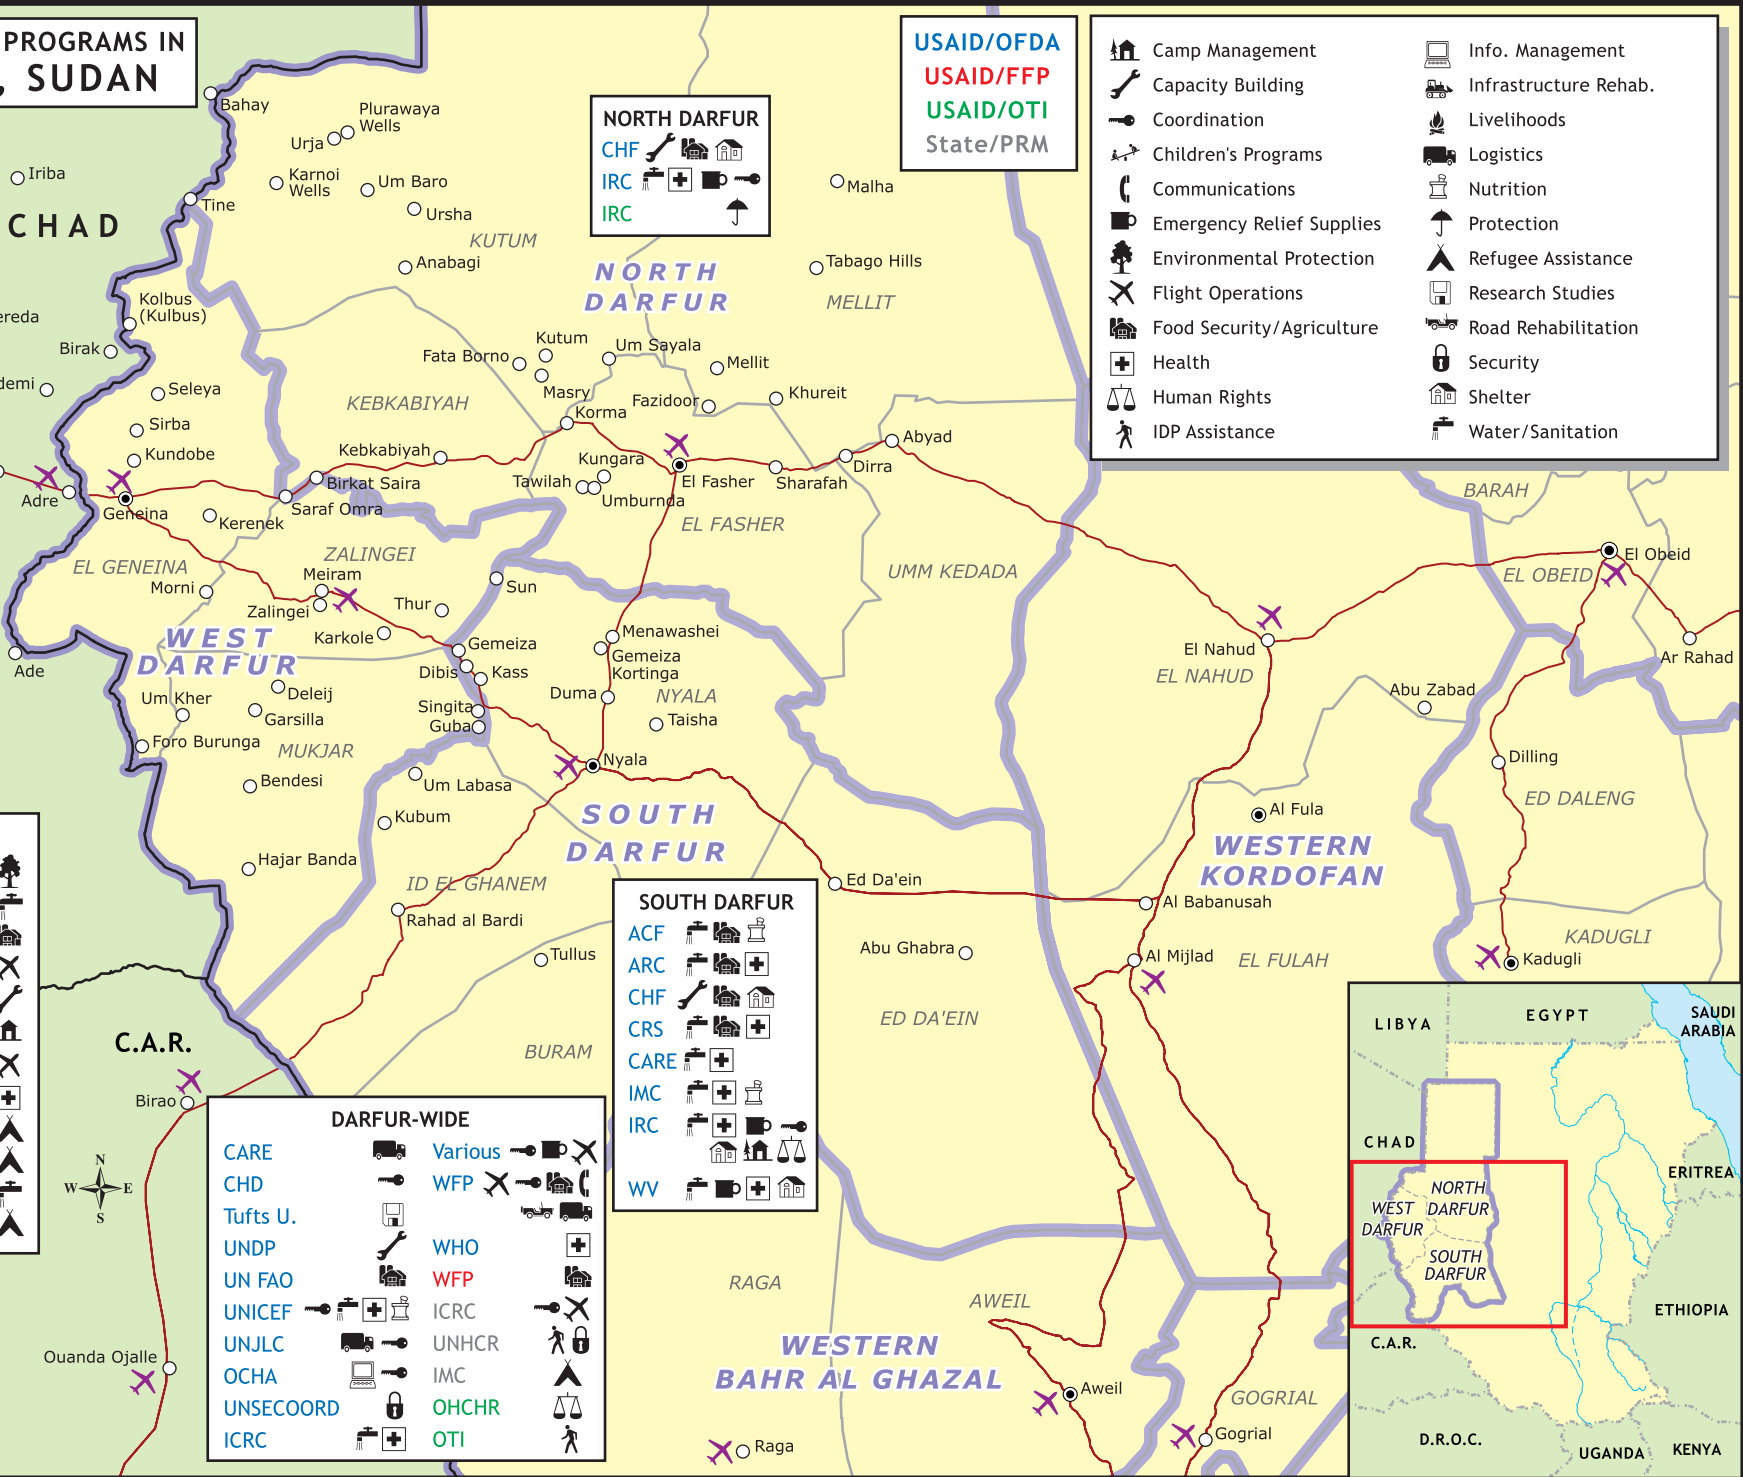 PROGRAMS IN
, SUDAN
USAID/OFDA
USAID/FFP
USAID/OTI
State/PRM
Camp Management
Capacity Building
Coordination
Children's Programs
Communications
Emergency Relief Supplies
Environmental Protection
Flight Operations
Food Security/Agriculture
Health
Human Rights
IDP Assistance
Info. Management
Infrastructure Rehab.
Livelihoods
Logistics
Nutrition
Protection
Refugee Assistance
Research Studies
Road Rehabilitation
Security
Shelter
Water/Sanitation
NORTH DARFUR
CHF
IRC
IRC
Bahay
Plurawaya
Wells
Urja
Karnoi
Wells
Um Baro
Ursha
Iriba
Tine
CHAD
KUTUM
Anabagi
Malha
Tabago Hills
NORTH
DARFUR
MELLIT
Kolbus
(Kulbus)
ereda
Birak
demi
Seleya
Sirba
Kundobe
Adre
Geneina
Kerenek
Kutum
Fata Borno
Masry
Um Sayala
Mellit
Fazidoor
Khureit
KEBKABIYAH
Korma
Kebkabiyah
Birkat Saira
Saraf Omra
Kungara
Tawilah
Umburnda
El Fasher
Sharafah
Dirra
Abyad
EL FASHER
BARAH
EL GENEINA
ZALINGEI
Morni
Meiram
Zalingei
Thur
Sun
Karkole
UMM KEDADA
EL OBEID
El Obeid
Ar Rahad
WEST
DARFUR
Ade
Gemeiza
Dibis
Kass
Menawashei
Gemeiza
Kortinga
El Nahud
EL NAHUD
Abu Zabad
Um Kher
Deleij
Garsilla
Singita
Guba
Duma
NYALA
Taisha
Foro Burunga
MUKJAR
Bendesi
Um Labasa
Nyala
Dilling
ED DALENG
Kubum
SOUTH
DARFUR
Al Fula
WESTERN
KORDOFAN
Hajar Banda
ID EL GHANEM
Rahad al Bardi
Ed Da'ein
Al Babanusah
Tullus
Abu Ghabra
Al Mijlad
EL FULAH
KADUGLI
Kadugli
ED DA'EIN
BURAM
C.A.R.
Birao
SOUTH DARFUR
ACF
ARC
CHF
CRS
CARE
IMC
IRC
WV
N
W E
S
DARFUR-WIDE
CARE
CHD
Tufts U.
UNDP
UN FAO
UNICEF
UNJLC
OCHA
UNSECOORD
ICRC
Various
WFP
WHO
WFP
ICRC
UNHCR
IMC
OHCHR
OTI
Ouanda Ojalle
RAGA
AWEIL
WESTERN
BAHR AL GHAZAL
Aweil
Raga
GOGRIAL
Gogrial
LIBYA
EGYPT
SAUDI
ARABIA
CHAD
ERITREA
NORTH
DARFUR
WEST
DARFUR
SOUTH
DARFUR
ETHIOPIA
C.A.R.
D.R.O.C.
UGANDA
KENYA